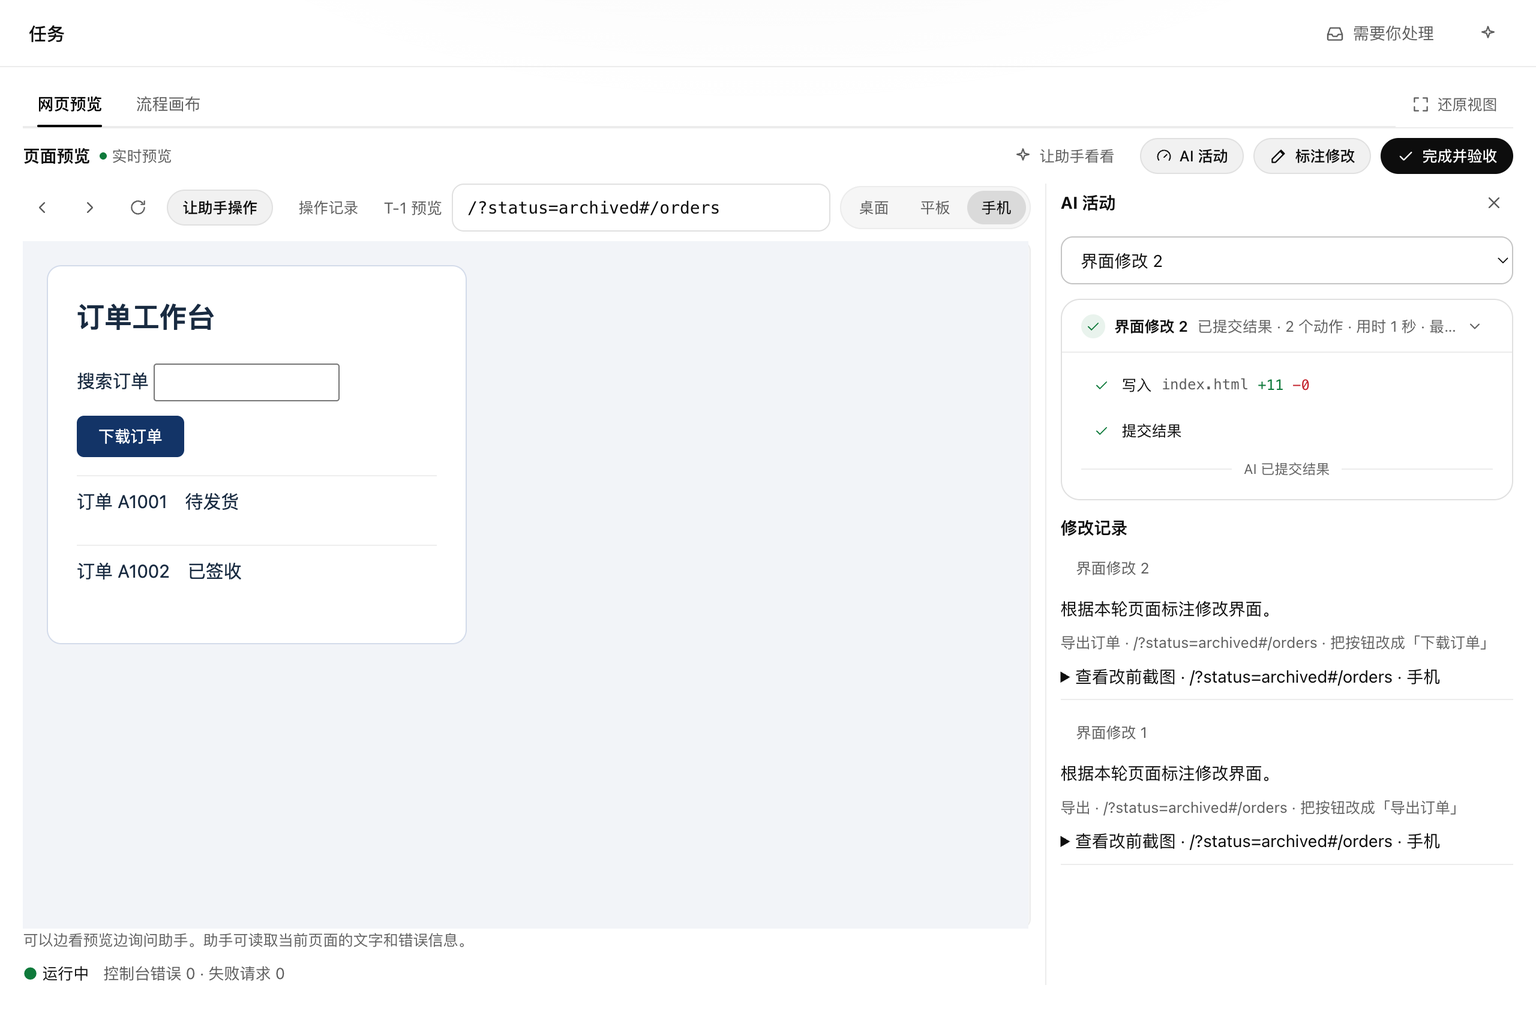 任务
需要你处理
网页预览 流程画布 还原视图
页面预览 实时预览 让助手看看 AI 活动 标注修改 完成并验收
让助手操作 操作记录 T-1 预览 /?status=archived#/orders 桌面 平板 手机
订单工作台
搜索订单
下载订单
订单 A1001 待发货
订单 A1002 已签收
可以边看预览边询问助手。助手可读取当前页面的文字和错误信息。
运行中 控制台错误 0 · 失败请求 0
AI 活动
界面修改 2
界面修改 2 已提交结果 · 2 个动作 · 用时 1 秒 · 最...
写入 index.html +11 −0
提交结果
AI 已提交结果
修改记录
界面修改 2
根据本轮页面标注修改界面。
导出订单 · /?status=archived#/orders · 把按钮改成「下载订单」
查看改前截图 · /?status=archived#/orders · 手机
界面修改 1
根据本轮页面标注修改界面。
导出 · /?status=archived#/orders · 把按钮改成「导出订单」
查看改前截图 · /?status=archived#/orders · 手机